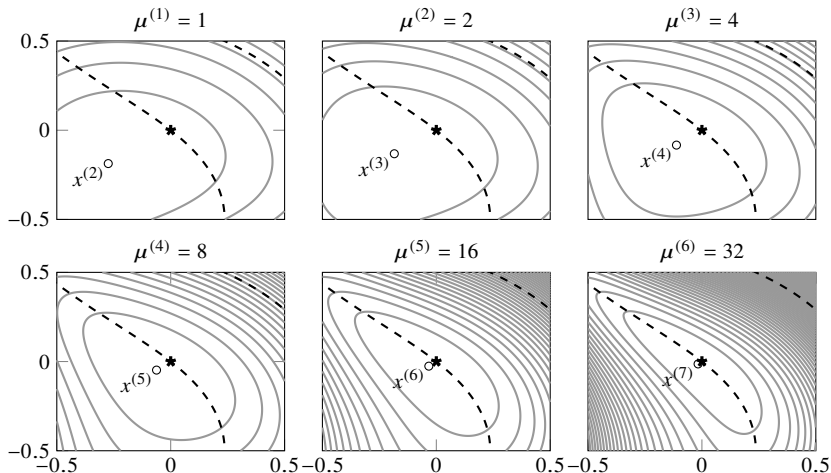 μ(1) = 1
μ(2) = 2
μ(3) = 4
0.5
0
−0.5
x(2)
x(3)
x(4)
μ(4) = 8
μ(5) = 16
μ(6) = 32
0.5
0
−0.5
x(5)
x(6)
x(7)
−0.5 0 0.5 −0.5 0 0.5 −0.5 0 0.5